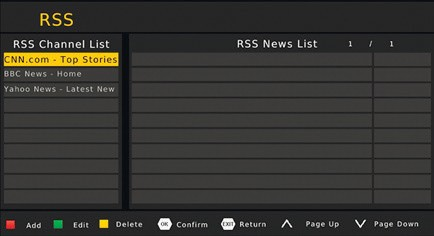 RSS
RSS Channel List
CNN.com - Top Stories
BBC News - Home
Yahoo News - Latest New
RSS News List 1 / 1
Add Edit Delete OK Confirm EXIT Return Page Up Page Down